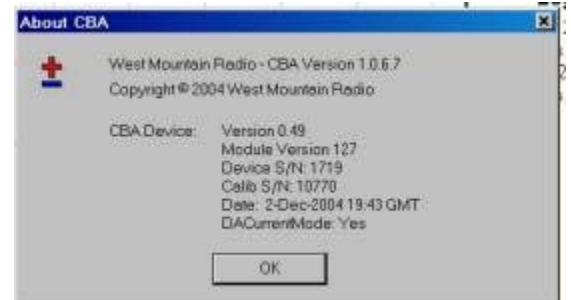 About CBA
West Mountain Radio - CBA Version 1.0.6.7
Copyright © 2004 West Mountain Radio
CBA Device: Version 0.49
Module Version 127
Device S/N: 1719
Calib S/N: 10770
Date: 2-Dec-2004 19:43 GMT
DACurrentMode: Yes
OK